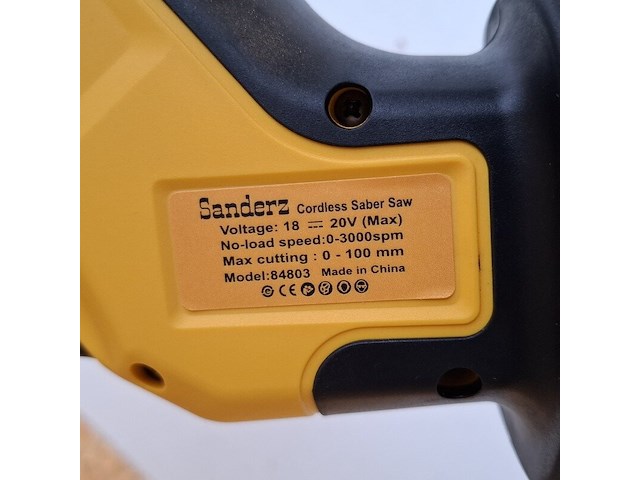 Sanderz Cordless Saber Saw
Voltage: 18 ⎓ 20V (Max)
No-load speed:0-3000spm
Max cutting : 0 - 100 mm
Model:84803 Made in China
CE